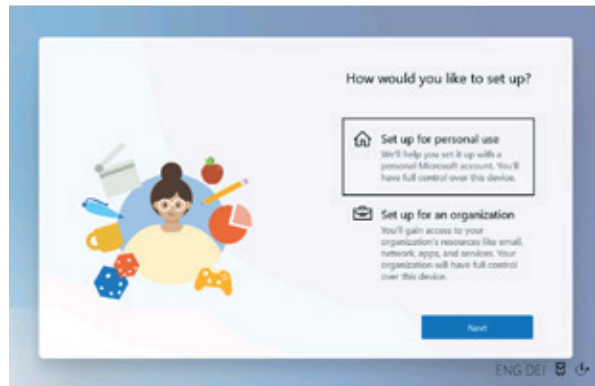 How would you like to set up?
Set up for personal use
We'll help you set it up with a
personal Microsoft account. You'll
have full control over this device.
Set up for an organization
You'll gain access to your
organization's resources like email,
network, apps, and services. Your
organization will have full control
over this device.
Next
ENG DEI